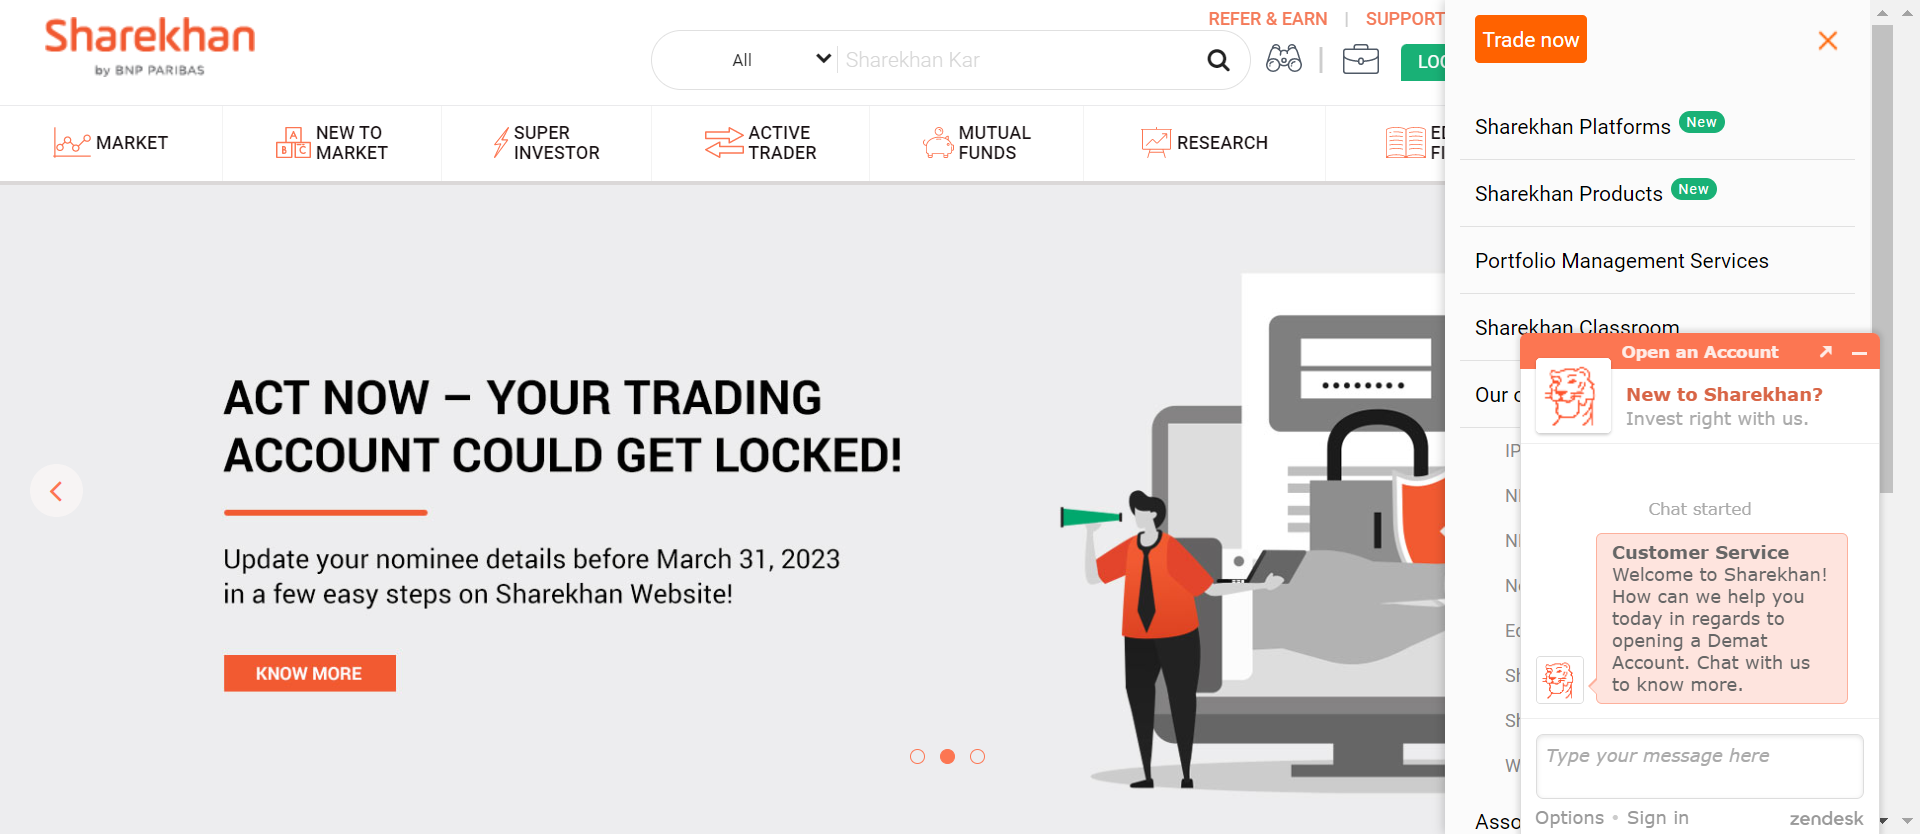 Sharekhan
by BNP PARIBAS
REFER & EARN | SUPPORT
All
Sharekhan Kar
MARKET
NEW TO
MARKET
SUPER
INVESTOR
ACTIVE
TRADER
MUTUAL
FUNDS
RESEARCH
ACT NOW – YOUR TRADING
ACCOUNT COULD GET LOCKED!
Update your nominee details before March 31, 2023
in a few easy steps on Sharekhan Website!
KNOW MORE
Trade now
Sharekhan Platforms New
Sharekhan Products New
Portfolio Management Services
Sharekhan Classroom
Our
Open an Account
New to Sharekhan?
Invest right with us.
Chat started
Customer Service
Welcome to Sharekhan!
How can we help you
today in regards to
opening a Demat
Account. Chat with us
to know more.
Type your message here
Options • Sign in
zendesk